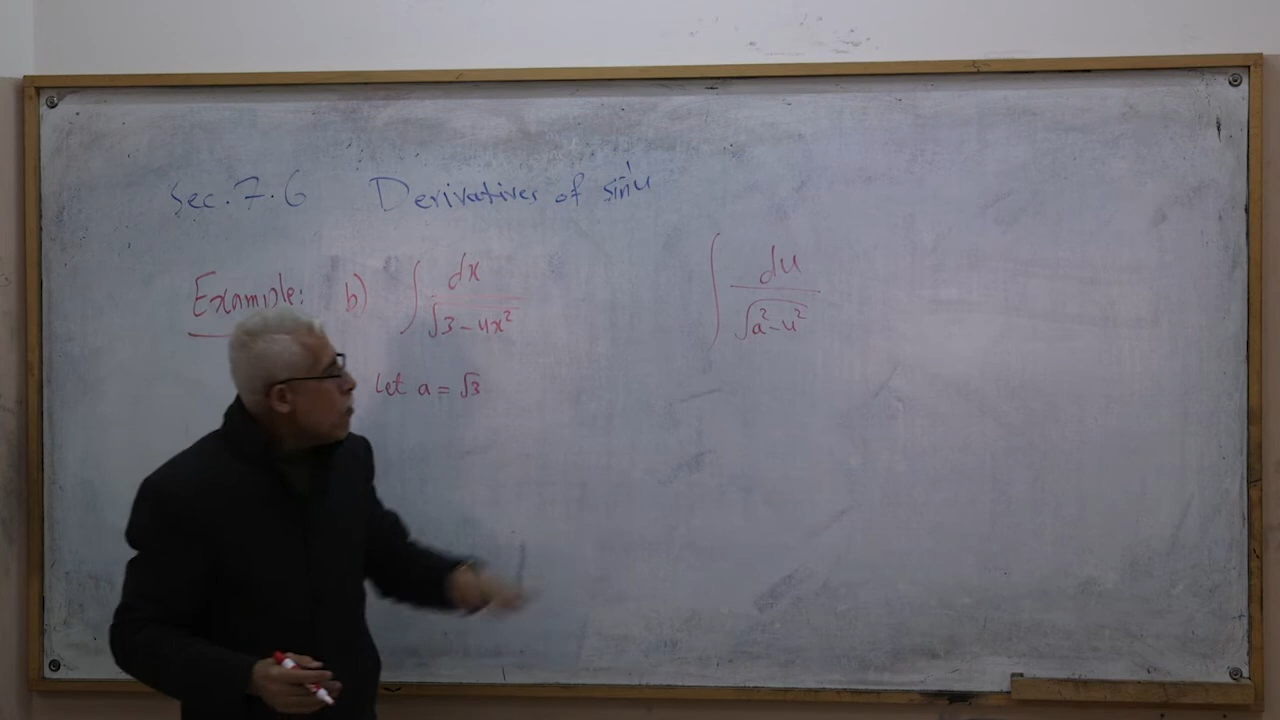 Sec. 7.6 Derivatives of sin⁻¹u
Example: b) ∫ dx / √(3 - 4x²)
∫ du / √(a² - u²)
Let a = √3